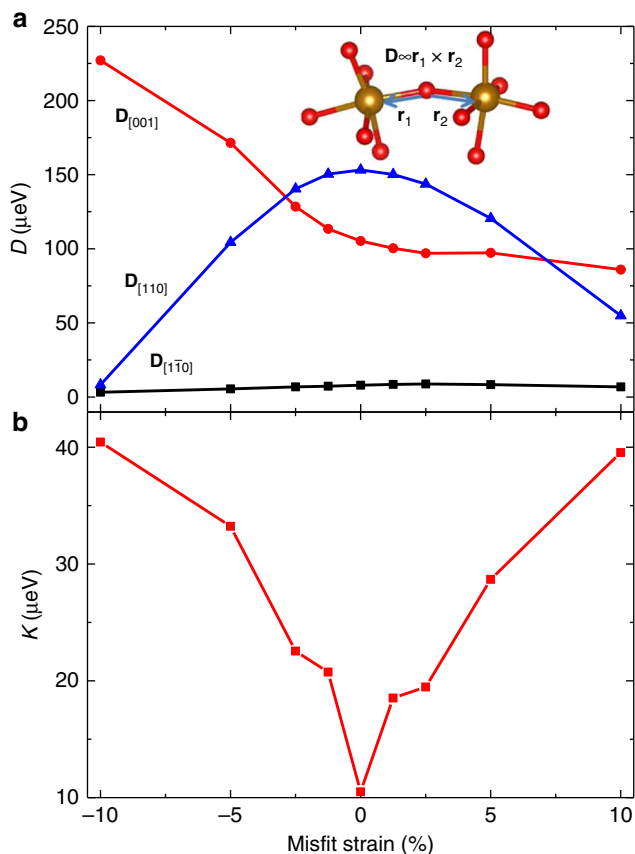 a
250
200
150
100
50
0
D (μeV)
D[001]
D[110]
D[11̄0]
D∞r1 × r2
r1 r2
b
40
30
20
10
K (μeV)
−10 −5 0 5 10
Misfit strain (%)